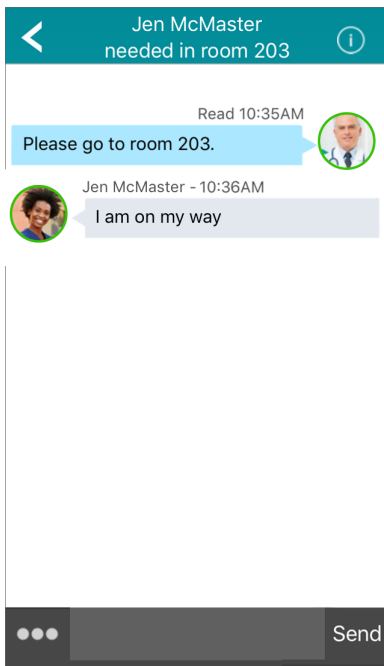 Jen McMaster
needed in room 203
Read 10:35AM
Please go to room 203.
Jen McMaster - 10:36AM
I am on my way
Send